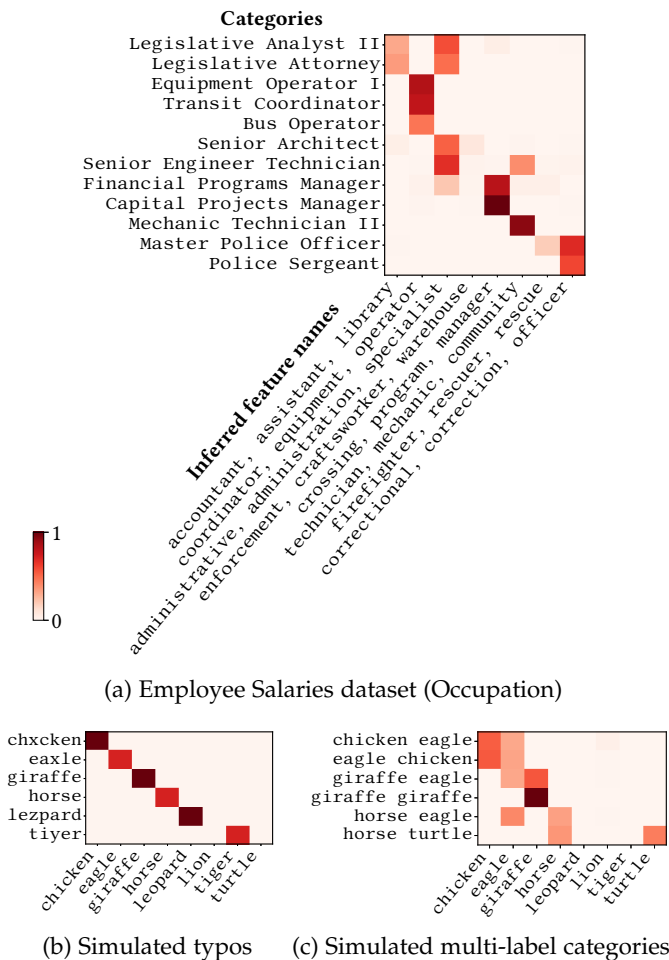 Categories
Legislative Analyst II
Legislative Attorney
Equipment Operator I
Transit Coordinator
Bus Operator
Senior Architect
Senior Engineer Technician
Financial Programs Manager
Capital Projects Manager
Mechanic Technician II
Master Police Officer
Police Sergeant
Inferred feature names
accountant, assistant, library
coordinator, equipment, operator
administrative, administration, specialist
enforcement, craftsworker, warehouse
crossing, program, manager
technician, mechanic, community
firefighter, rescuer, rescue
correctional, correction, officer
1
0
(a) Employee Salaries dataset (Occupation)
chxcken
eaxle
giraffe
horse
lezpard
tiyer
chicken
eagle
giraffe
horse
leopard
lion
tiger
turtle
(b) Simulated typos
chicken eagle
eagle chicken
giraffe eagle
giraffe giraffe
horse eagle
horse turtle
chicken
eagle
giraffe
horse
leopard
lion
tiger
turtle
(c) Simulated multi-label categories